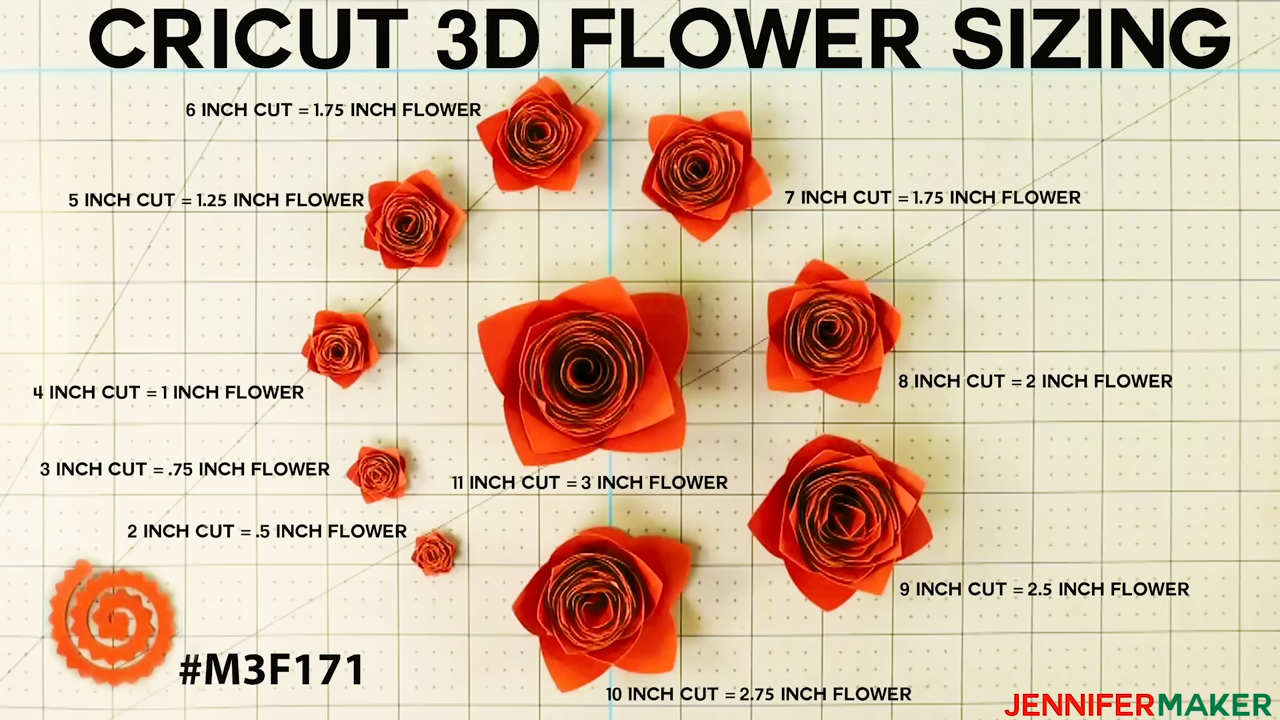 CRICUT 3D FLOWER SIZING
6 INCH CUT = 1.75 INCH FLOWER
5 INCH CUT = 1.25 INCH FLOWER
7 INCH CUT = 1.75 INCH FLOWER
4 INCH CUT = 1 INCH FLOWER
8 INCH CUT = 2 INCH FLOWER
3 INCH CUT = .75 INCH FLOWER
11 INCH CUT = 3 INCH FLOWER
2 INCH CUT = .5 INCH FLOWER
9 INCH CUT = 2.5 INCH FLOWER
#M3F171
10 INCH CUT = 2.75 INCH FLOWER
JENNIFERMAKER